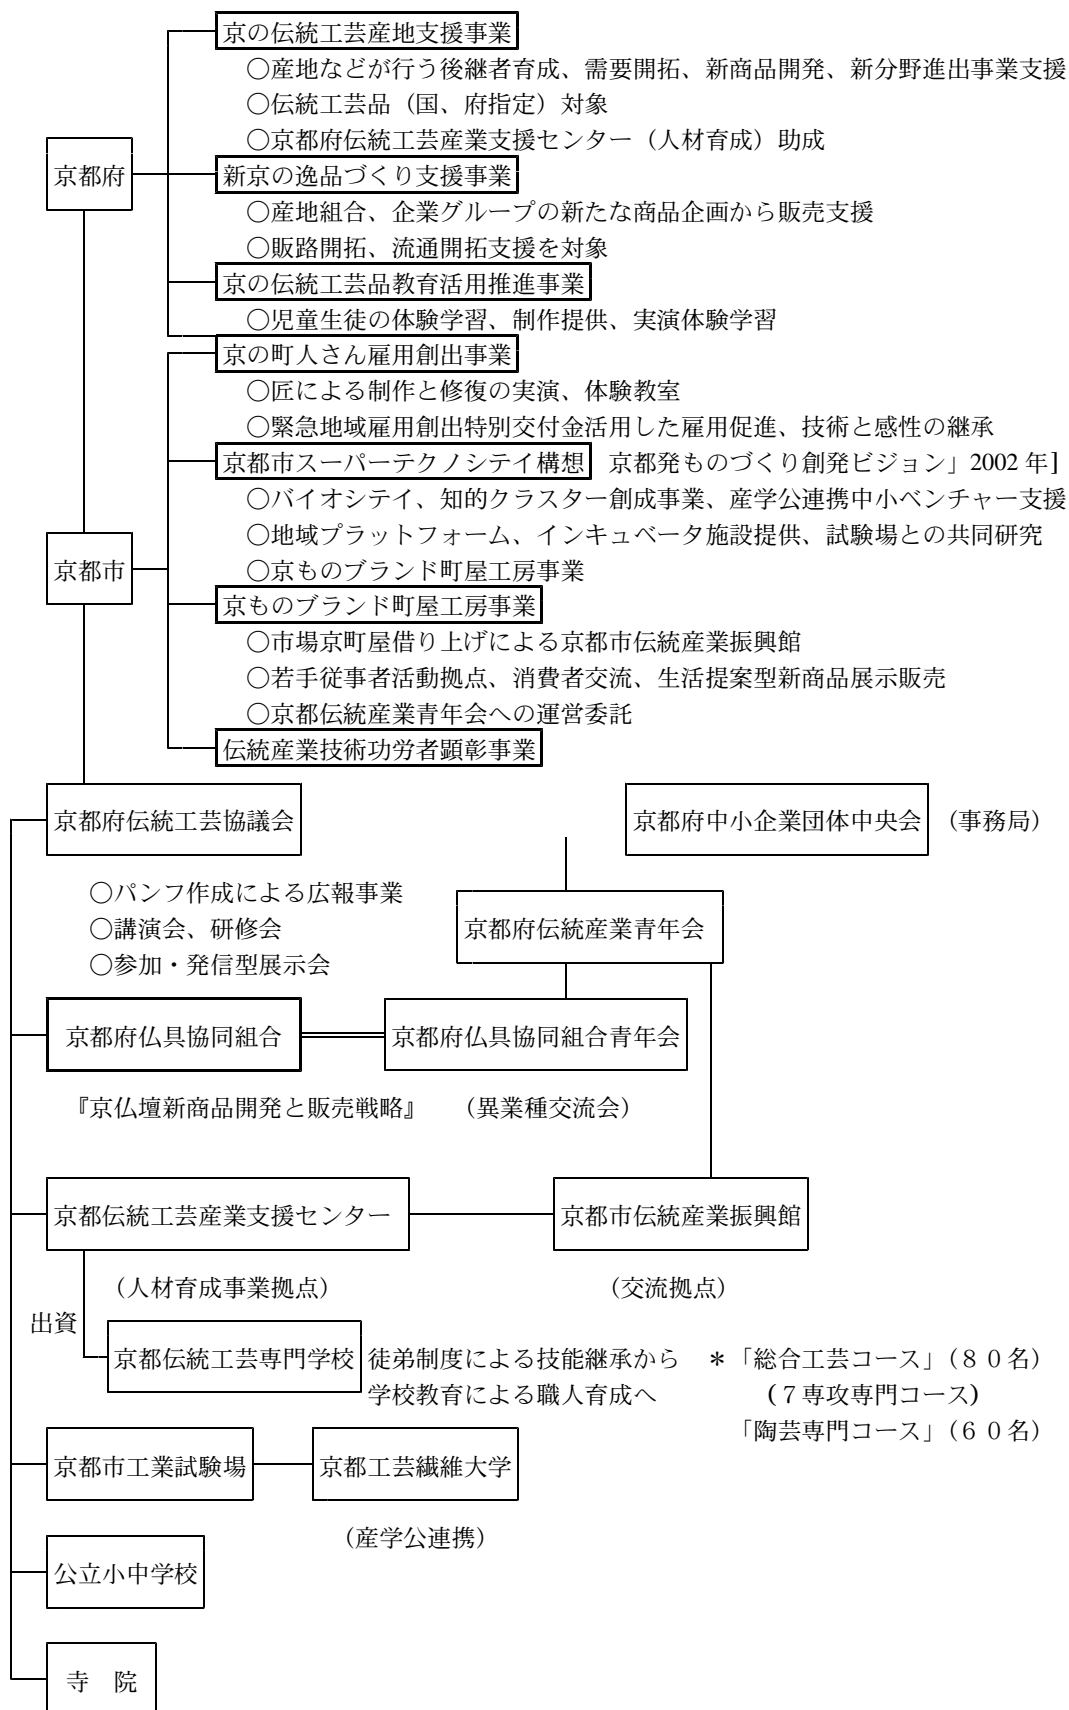 京の伝統工芸産地支援事業
○産地などが行う後継者育成、需要開拓、新商品開発、新分野進出事業支援
○伝統工芸品（国、府指定）対象
○京都府伝統工芸産業支援センター（人材育成）助成
京都府
新京の逸品づくり支援事業
○産地組合、企業グループの新たな商品企画から販売支援
○販路開拓、流通開拓支援を対象
京の伝統工芸品教育活用推進事業
○児童生徒の体験学習、制作提供、実演体験学習
京の町人さん雇用創出事業
○匠による制作と修復の実演、体験教室
○緊急地域雇用創出特別交付金活用した雇用促進、技術と感性の継承
京都市スーパーテクノシテイ構想 京都発ものづくり創発ビジョン」2002年]
○バイオシテイ、知的クラスター創成事業、産学公連携中小ベンチャー支援
○地域プラットフォーム、インキュベータ施設提供、試験場との共同研究
京都市
○京ものブランド町屋工房事業
京ものブランド町屋工房事業
○市場京町屋借り上げによる京都市伝統産業振興館
○若手従事者活動拠点、消費者交流、生活提案型新商品展示販売
○京都伝統産業青年会への運営委託
伝統産業技術功労者顕彰事業
京都府伝統工芸協議会 京都府中小企業団体中央会 （事務局）
○パンフ作成による広報事業
○講演会、研修会
京都府伝統産業青年会
○参加・発信型展示会
京都府仏具協同組合 京都府仏具協同組合青年会
『京仏壇新商品開発と販売戦略』 （異業種交流会）
京都伝統工芸産業支援センター 京都市伝統産業振興館
（人材育成事業拠点） （交流拠点）
出資
京都伝統工芸専門学校 徒弟制度による技能継承から ＊「総合工芸コース」（８０名）
学校教育による職人育成へ （７専攻専門コース）
「陶芸専門コース」（６０名）
京都市工業試験場 京都工芸繊維大学
（産学公連携）
公立小中学校
寺 院